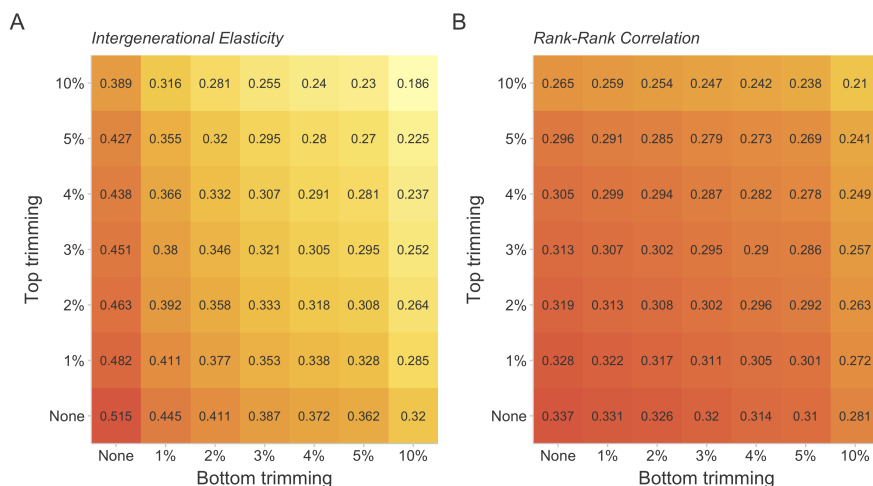 A
Intergenerational Elasticity
Top trimming
10% 0.389 0.316 0.281 0.255 0.24 0.23 0.186
5% 0.427 0.355 0.32 0.295 0.28 0.27 0.225
4% 0.438 0.366 0.332 0.307 0.291 0.281 0.237
3% 0.451 0.38 0.346 0.321 0.305 0.295 0.252
2% 0.463 0.392 0.358 0.333 0.318 0.308 0.264
1% 0.482 0.411 0.377 0.353 0.338 0.328 0.285
None 0.515 0.445 0.411 0.387 0.372 0.362 0.32
None 1% 2% 3% 4% 5% 10%
Bottom trimming
B
Rank-Rank Correlation
Top trimming
10% 0.265 0.259 0.254 0.247 0.242 0.238 0.21
5% 0.296 0.291 0.285 0.279 0.273 0.269 0.241
4% 0.305 0.299 0.294 0.287 0.282 0.278 0.249
3% 0.313 0.307 0.302 0.295 0.29 0.286 0.257
2% 0.319 0.313 0.308 0.302 0.296 0.292 0.263
1% 0.328 0.322 0.317 0.311 0.305 0.301 0.272
None 0.337 0.331 0.326 0.32 0.314 0.31 0.281
None 1% 2% 3% 4% 5% 10%
Bottom trimming